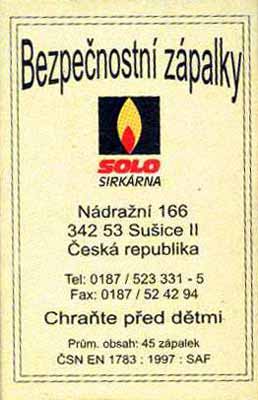 Bezpečnostní zápalky
SOLO
SIRKÁRNA
Nádražní 166
342 53 Sušice II
Česká republika
Tel: 0187 / 523 331 - 5
Fax: 0187 / 52 42 94
Chraňte před dětmi
Prům. obsah: 45 zápalek
ČSN EN 1783 : 1997 : SAF